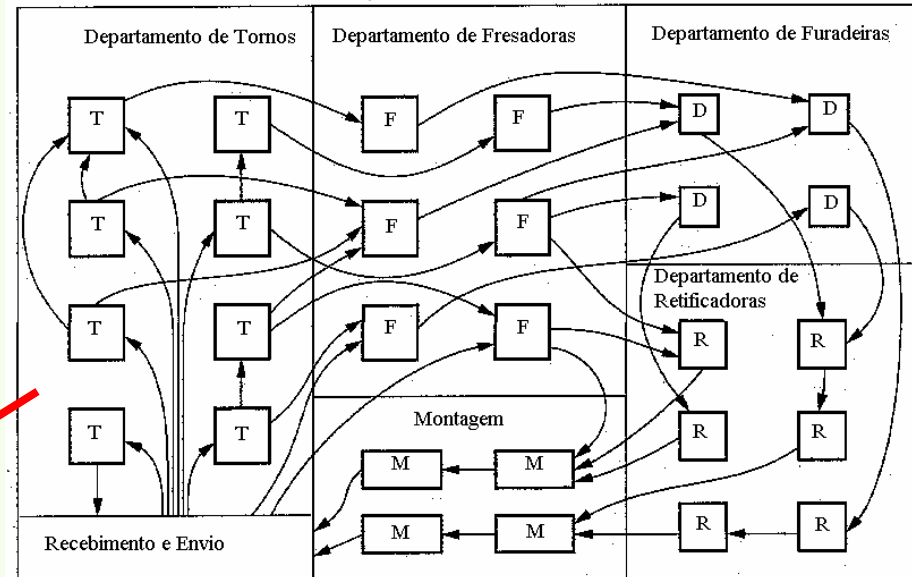 Departamento de Tornos
Departamento de Fresadoras
Departamento de Furadeiras
T T F F D D
T T F F D D
Departamento de
Retificadoras
T T F F R R
Montagem
T T R R
M M
M M R R
Recebimento e Envio